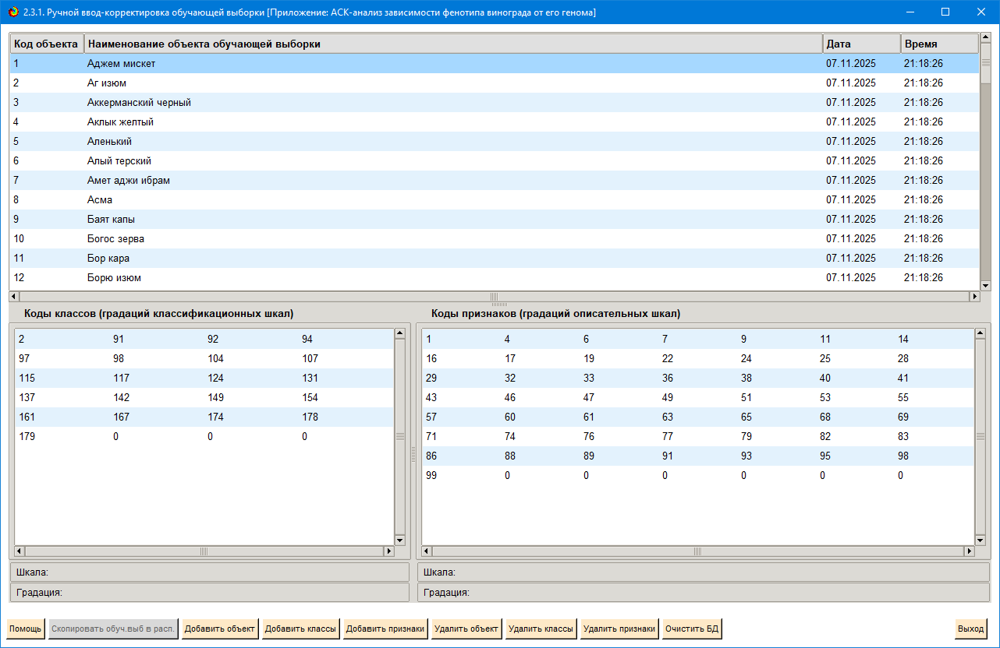 2.3.1. Ручной ввод-корректировка обучающей выборки [Приложение: АСК-анализ зависимости фенотипа винограда от его генома]
Код объекта Наименование объекта обучающей выборки Дата Время
1 Аджем мискет 07.11.2025 21:18:26
2 Аг изюм 07.11.2025 21:18:26
3 Аккерманский черный 07.11.2025 21:18:26
4 Аклык желтый 07.11.2025 21:18:26
5 Аленький 07.11.2025 21:18:26
6 Алый терский 07.11.2025 21:18:26
7 Амет аджи ибрам 07.11.2025 21:18:26
8 Асма 07.11.2025 21:18:26
9 Баят капы 07.11.2025 21:18:26
10 Богос зерва 07.11.2025 21:18:26
11 Бор кара 07.11.2025 21:18:26
12 Борю изюм 07.11.2025 21:18:26
Коды классов (градаций классификационных шкал)
2 91 92 94
97 98 104 107
115 117 124 131
137 142 149 154
161 167 174 178
179 0 0 0
Шкала:
Градация:
Коды признаков (градаций описательных шкал)
1 4 6 7 9 11 14
16 17 19 22 24 25 28
29 32 33 36 38 40 41
43 46 47 49 51 53 55
57 60 61 63 65 68 69
71 74 76 77 79 82 83
86 88 89 91 93 95 98
99 0 0 0 0 0 0
Шкала:
Градация:
Помощь Скопировать обуч.выб в расп. Добавить объект Добавить классы Добавить признаки Удалить объект Удалить классы Удалить признаки Очистить БД Выход